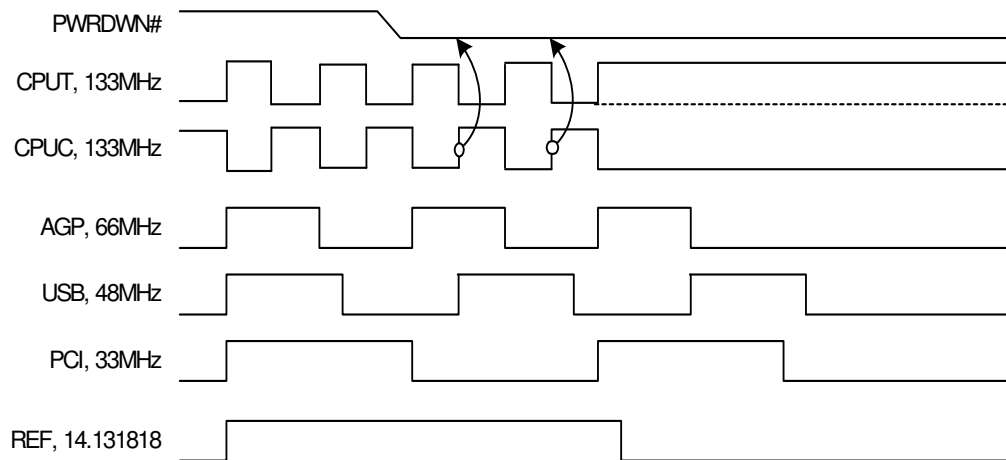 PWRDWN#
CPUT, 133MHz
CPUC, 133MHz
AGP, 66MHz
USB, 48MHz
PCI, 33MHz
REF, 14.131818